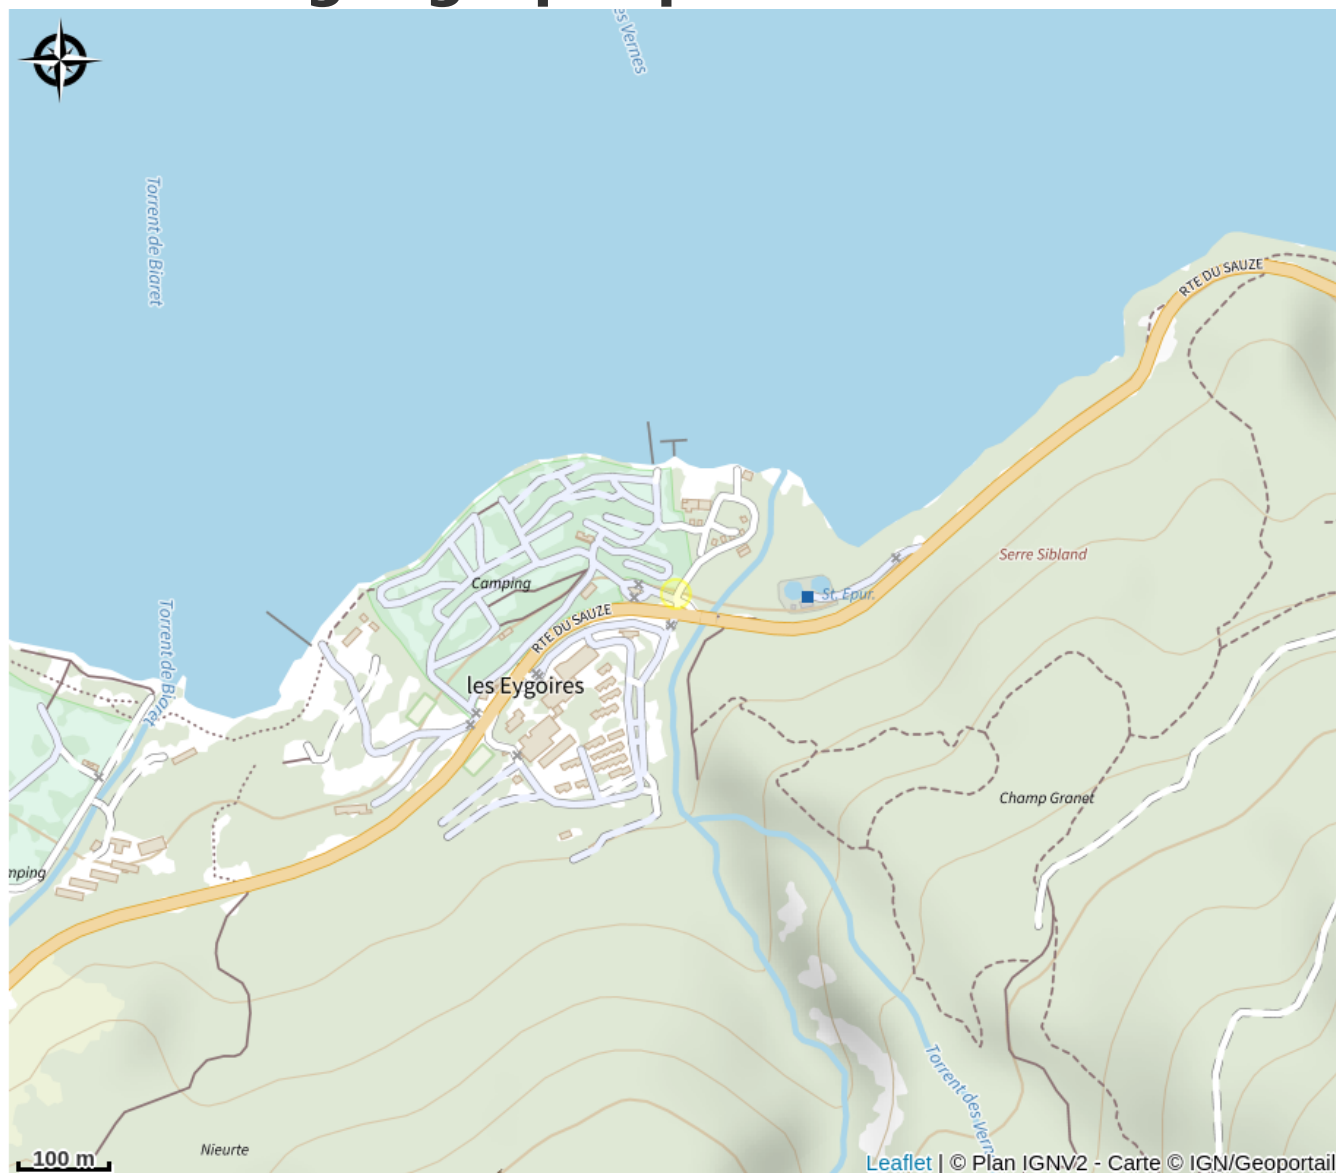 es Vernes
Torrent de Biaret
RTE DU SAUZE
Serre Sibland
Camping
St. Epur.
RTE DU SAUZE
Torrent de Biaret
les Eygoires
Champ Granet
mping
Torrent des Vern
Nieurte
100 m
Leaflet | © Plan IGNV2 - Carte © IGN/Geoportail